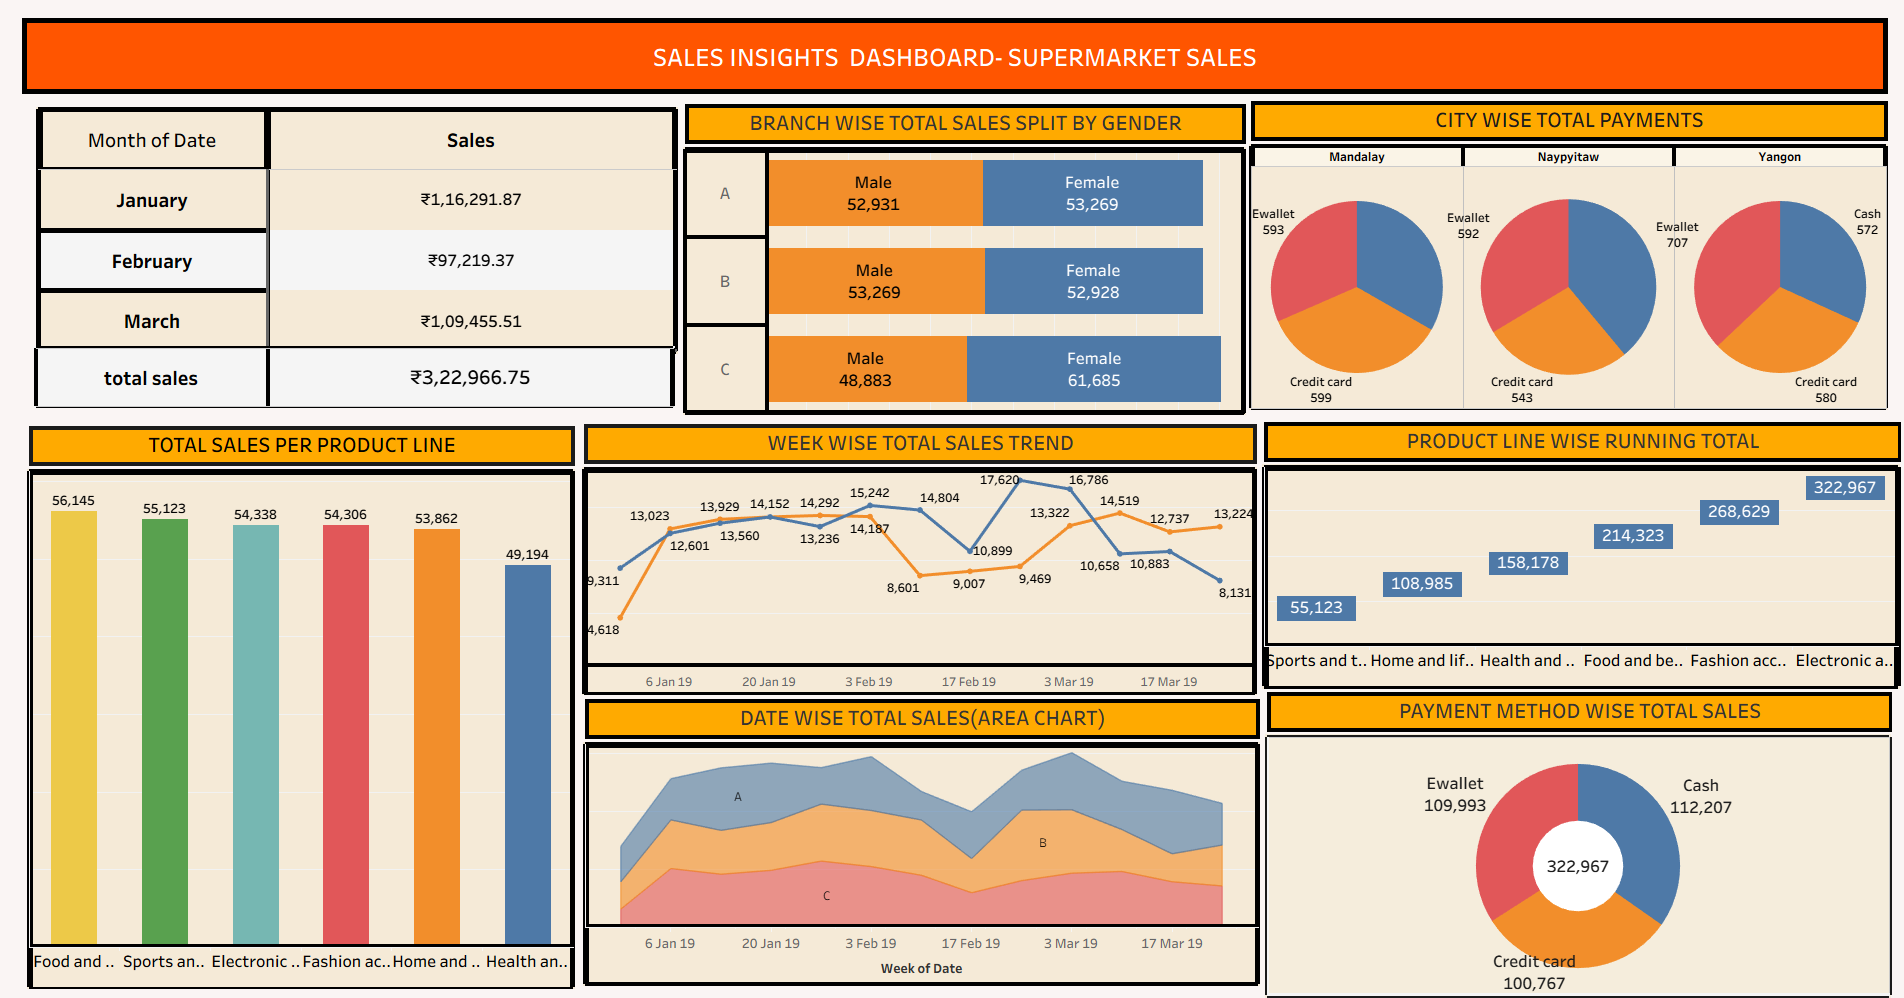 SALES INSIGHTS  DASHBOARD- SUPERMARKET SALES
Month of Date Sales
January ₹1,16,291.87
February ₹97,219.37
March ₹1,09,455.51
total sales ₹3,22,966.75
BRANCH WISE TOTAL SALES SPLIT BY GENDER
A
Male
52,931
Female
53,269
B
Male
53,269
Female
52,928
C
Male
48,883
Female
61,685
CITY WISE TOTAL PAYMENTS
Mandalay Naypyitaw Yangon
Ewallet
593
Credit card
599
Ewallet
592
Credit card
543
Ewallet
707
Cash
572
Credit card
580
TOTAL SALES PER PRODUCT LINE
56,145
55,123
54,338
54,306
53,862
49,194
Food and .. Sports an.. Electronic .. Fashion ac.. Home and .. Health an..
WEEK WISE TOTAL SALES TREND
17,620 16,786
13,023 13,929 14,152 14,292 15,242 14,804 13,322 14,519 12,737 13,224
12,601 13,560 13,236 14,187 10,899 10,658 10,883
9,311 8,601 9,007 9,469 8,131
4,618
6 Jan 19 20 Jan 19 3 Feb 19 17 Feb 19 3 Mar 19 17 Mar 19
DATE WISE TOTAL SALES(AREA CHART)
A
B
C
6 Jan 19 20 Jan 19 3 Feb 19 17 Feb 19 3 Mar 19 17 Mar 19
Week of Date
PRODUCT LINE WISE RUNNING TOTAL
322,967
268,629
214,323
158,178
108,985
55,123
Sports and t.. Home and lif.. Health and .. Food and be.. Fashion acc.. Electronic a..
PAYMENT METHOD WISE TOTAL SALES
Ewallet
109,993
Cash
112,207
322,967
Credit card
100,767